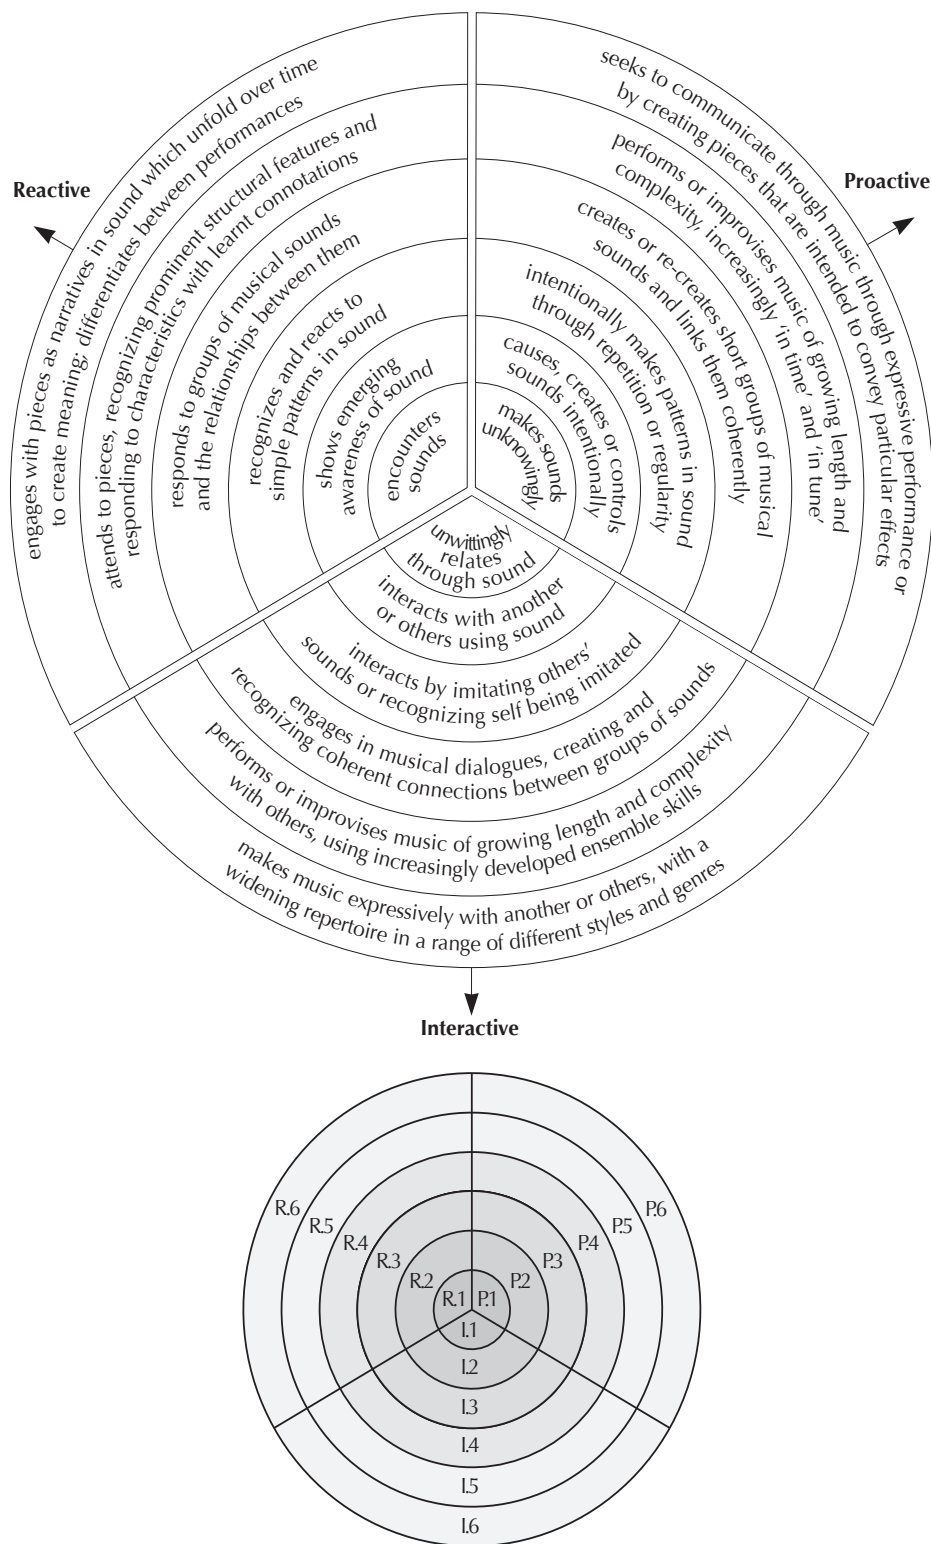 Reactive
engages with pieces as narratives in sound which unfold over time
to create meaning; differentiates between performances
attends to pieces, recognizing prominent structural features and
responding to characteristics with learnt connotations
responds to groups of musical sounds
and the relationships between them
recognizes and reacts to
simple patterns in sound
shows emerging
awareness of sound
encounters
sounds
Proactive
seeks to communicate through music through expressive performance or
by creating pieces that are intended to convey particular effects
performs or improvises music of growing length and
complexity, increasingly 'in time' and 'in tune'
creates or re-creates short groups of musical
sounds and links them coherently
intentionally makes patterns in sound
through repetition or regularity
causes, creates or controls
sounds intentionally
makes sounds
unknowingly
unwittingly
relates
through sound
interacts with another
or others using sound
interacts by imitating others'
sounds or recognizing self being imitated
engages in musical dialogues, creating and
recognizing coherent connections between groups of sounds
performs or improvises music of growing length and complexity
with others, using increasingly developed ensemble skills
makes music expressively with another or others, with a
widening repertoire in a range of different styles and genres
Interactive
R.6
R.5
R.4
R.3
R.2
R.1
P.1
P.2
P.3
P.4
P.5
P.6
I.1
I.2
I.3
I.4
I.5
I.6